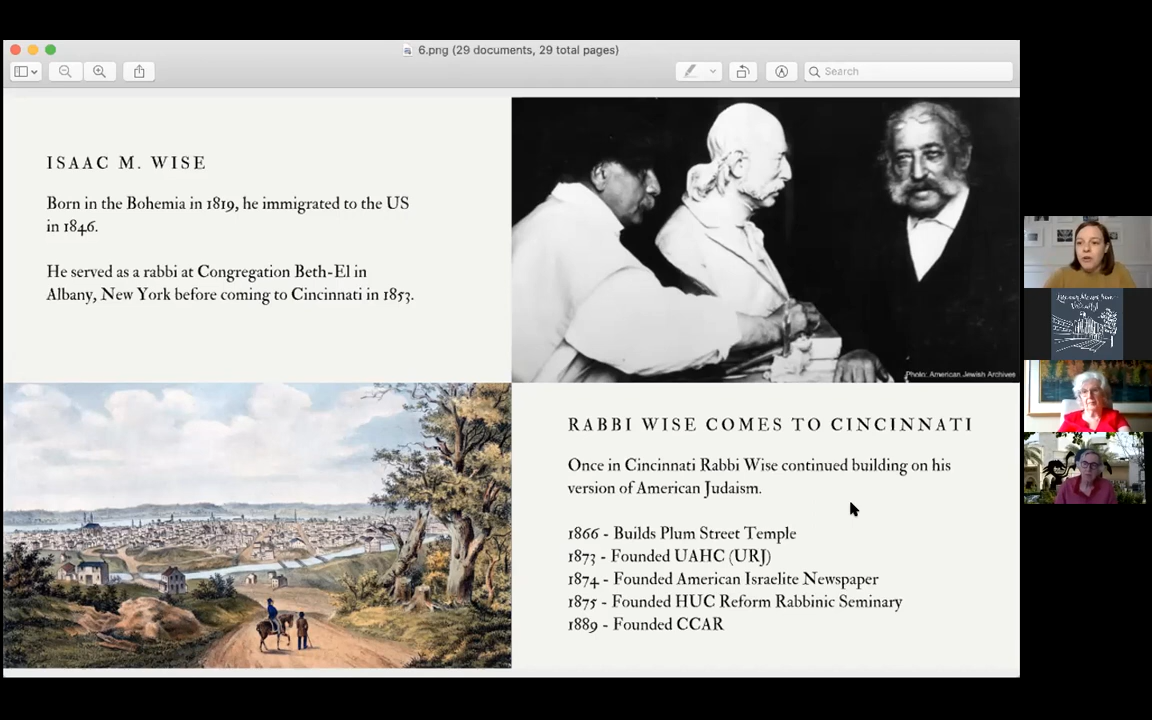 6.png (29 documents, 29 total pages)
Search
ISAAC M. WISE
Born in the Bohemia in 1819, he immigrated to the US
in 1846.
He served as a rabbi at Congregation Beth-El in
Albany, New York before coming to Cincinnati in 1853.
Photo: American Jewish Archives
RABBI WISE COMES TO CINCINNATI
Once in Cincinnati Rabbi Wise continued building on his
version of American Judaism.
1866 - Builds Plum Street Temple
1873 - Founded UAHC (URJ)
1874 - Founded American Israelite Newspaper
1875 - Founded HUC Reform Rabbinic Seminary
1889 - Founded CCAR